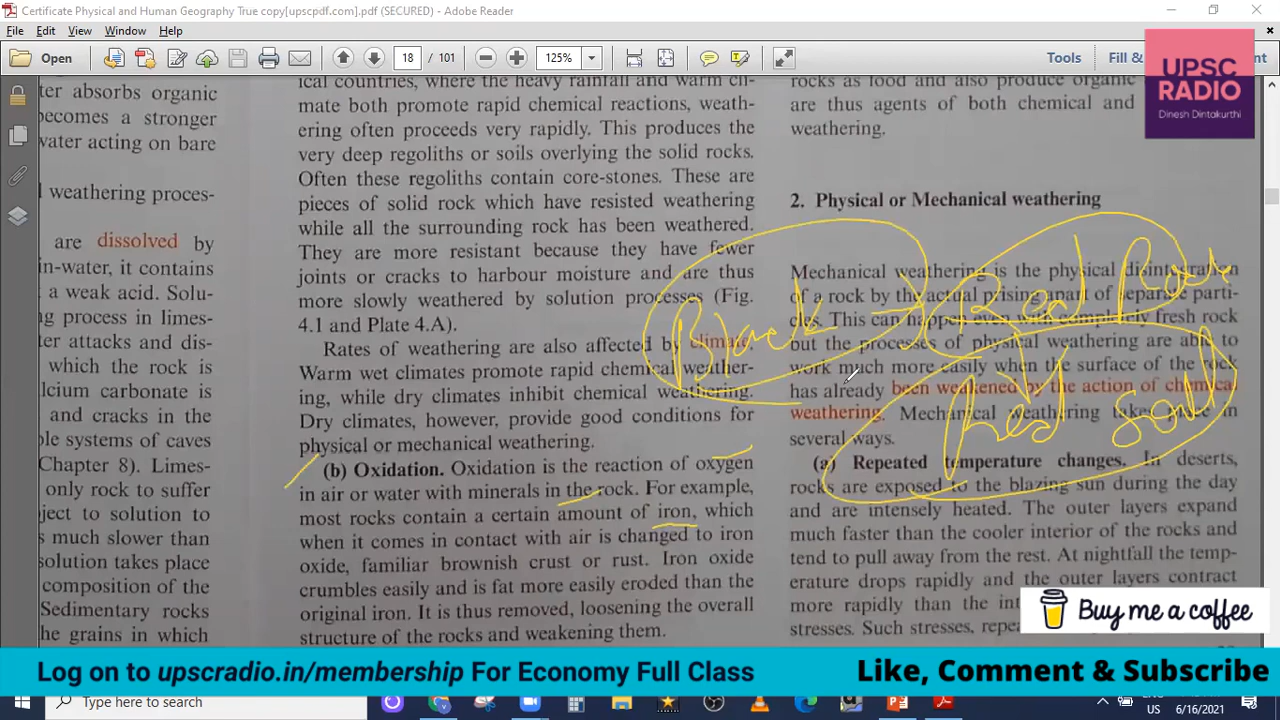 Certificate Physical and Human Geography True copy[upscpdf.com].pdf (SECURED) - Adobe Reader
File Edit View Window Help
Open 18 / 101 125% Tools Fill &
UPSC
RADIO
Dinesh Dintakurthi
ter absorbs organic
becomes a stronger
water acting on bare
l weathering proces-
are dissolved by
in-water, it contains
a weak acid. Solu-
ng process in limes-
ter attacks and dis-
which the rock is
lcium carbonate is
and cracks in the
ble systems of caves
Chapter 8). Limes-
only rock to suffer
ject to solution to
s much slower than
solution takes place
composition of the
Sedimentary rocks
he grains in which
ical countries, where the heavy rainfall and warm cli-
mate both promote rapid chemical reactions, weath-
ering often proceeds very rapidly. This produces the
very deep regoliths or soils overlying the solid rocks.
Often these regoliths contain core-stones. These are
pieces of solid rock which have resisted weathering
while all the surrounding rock has been weathered.
They are more resistant because they have fewer
joints or cracks to harbour moisture and are thus
more slowly weathered by solution processes (Fig.
4.1 and Plate 4.A).
Rates of weathering are also affected by climate.
Warm wet climates promote rapid chemical weather-
ing, while dry climates inhibit chemical weathering.
Dry climates, however, provide good conditions for
physical or mechanical weathering.
(b) Oxidation. Oxidation is the reaction of oxygen
in air or water with minerals in the rock. For example,
most rocks contain a certain amount of iron, which
when it comes in contact with air is changed to iron
oxide, familiar brownish crust or rust. Iron oxide
crumbles easily and is fat more easily eroded than the
original iron. It is thus removed, loosening the overall
structure of the rocks and weakening them.
rocks as food and also produce organic
are thus agents of both chemical and
weathering.
2. Physical or Mechanical weathering
Mechanical weathering is the physical disintegration
of a rock by the actual prising apart of separate parti-
cles. This can happen even with completely fresh rock
but the processes of physical weathering are able to
work much more easily when the surface of the rock
has already been weakened by the action of chemical
weathering. Mechanical weathering takes place in
several ways.
(a) Repeated temperature changes. In deserts,
rocks are exposed to the blazing sun during the day
and are intensely heated. The outer layers expand
much faster than the cooler interior of the rocks and
tend to pull away from the rest. At nightfall the temp-
erature drops rapidly and the outer layers contract
more rapidly than the int
stresses. Such stresses, repea
Black Red Rock
Red Soil
Buy me a coffee
Log on to upscradio.in/membership For Economy Full Class
Like, Comment & Subscribe
Type here to search
6/16/2021